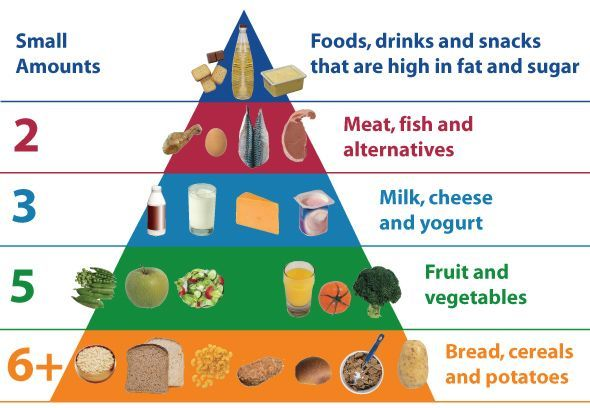 Small
Amounts
Foods, drinks and snacks
that are high in fat and sugar
2
Meat, fish and
alternatives
3
Milk, cheese
and yogurt
5
Fruit and
vegetables
6+
Bread, cereals
and potatoes